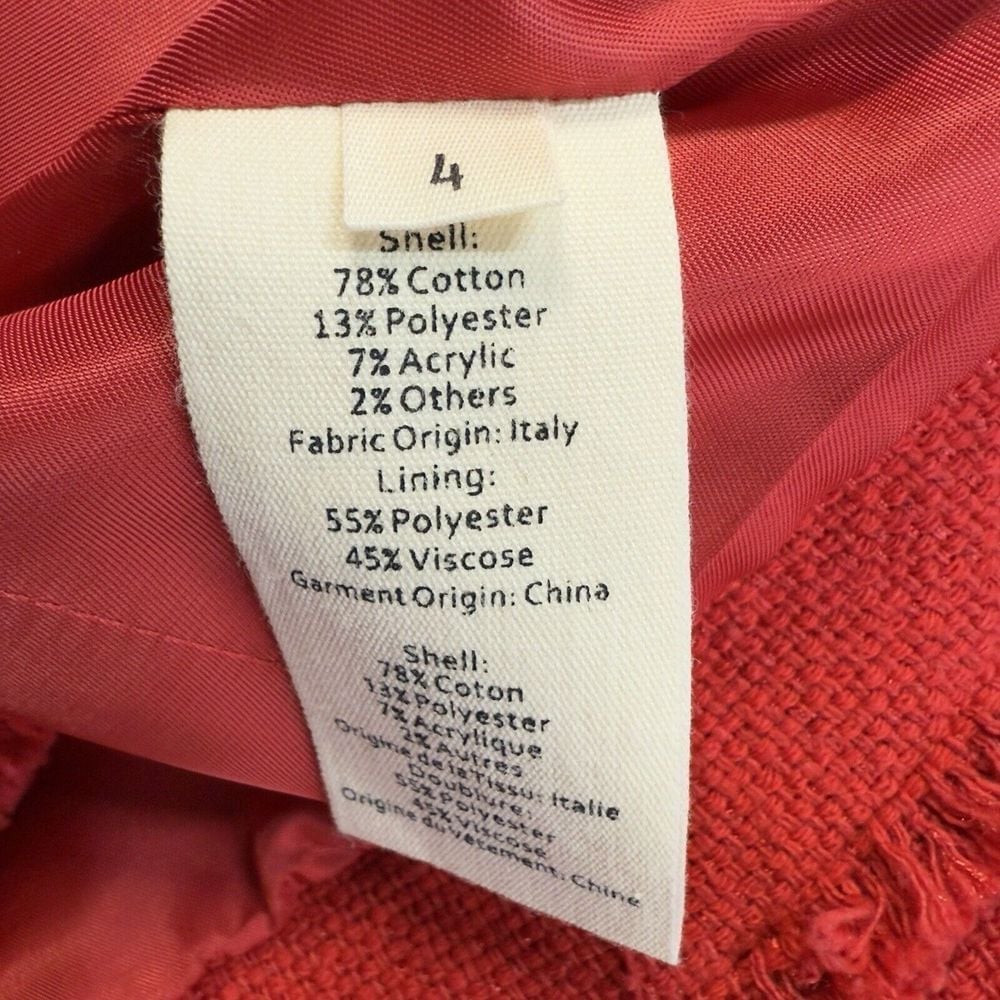 4
Shell:
78% Cotton
13% Polyester
7% Acrylic
2% Others
Fabric Origin: Italy
Lining:
55% Polyester
45% Viscose
Garment Origin: China
Shell:
78% Coton
13% Polyester
7% Acrylique
2% Autres
Origine de la Tissu: Italie
Doublure:
55% Polyester
45% Viscose
Origine du vetement: Chine